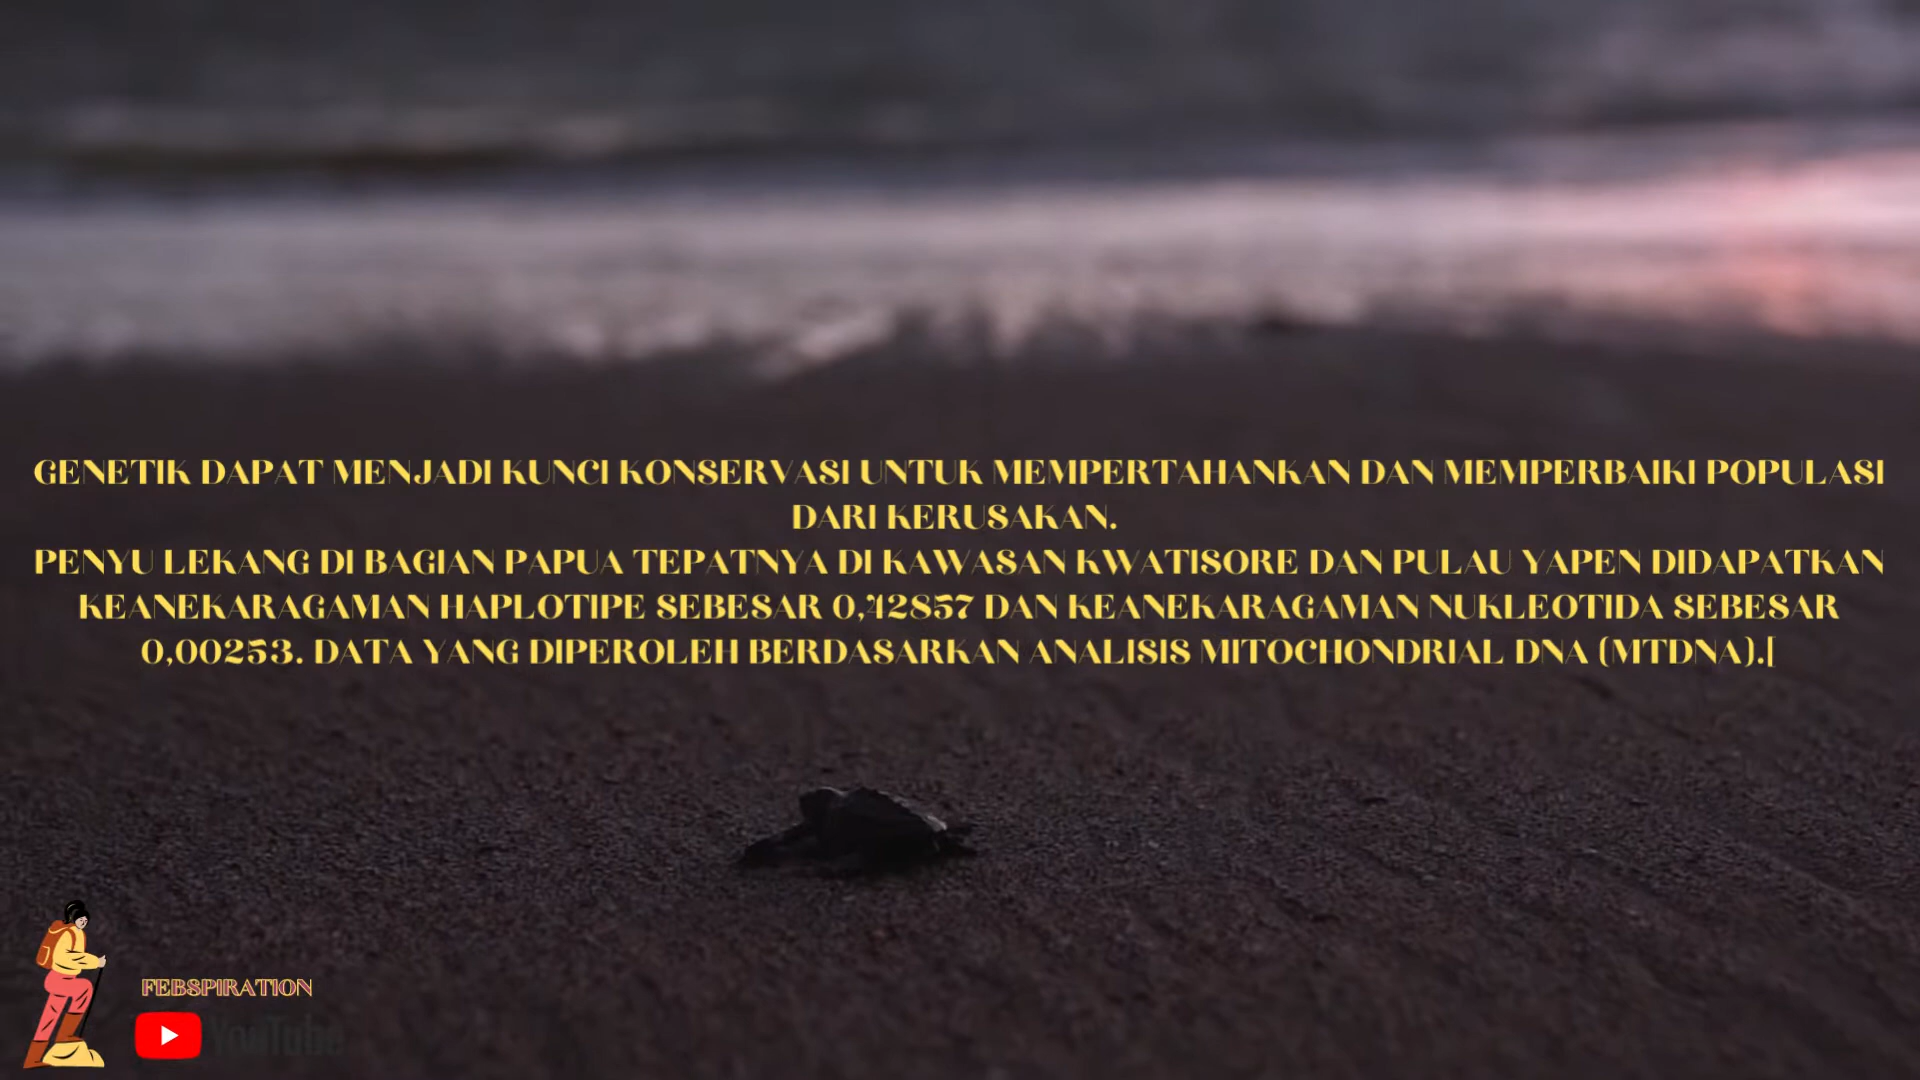 GENETIK DAPAT MENJADI KUNCI KONSERVASI UNTUK MEMPERTAHANKAN DAN MEMPERBAIKI POPULASI
DARI KERUSAKAN.
PENYU LEKANG DI BAGIAN PAPUA TEPATNYA DI KAWASAN KWATISORE DAN PULAU YAPEN DIDAPATKAN
KEANEKARAGAMAN HAPLOTIPE SEBESAR 0,42857 DAN KEANEKARAGAMAN NUKLEOTIDA SEBESAR
0,00253. DATA YANG DIPEROLEH BERDASARKAN ANALISIS MITOCHONDRIAL DNA (MTDNA).[
FEBSPIRATION
YouTube